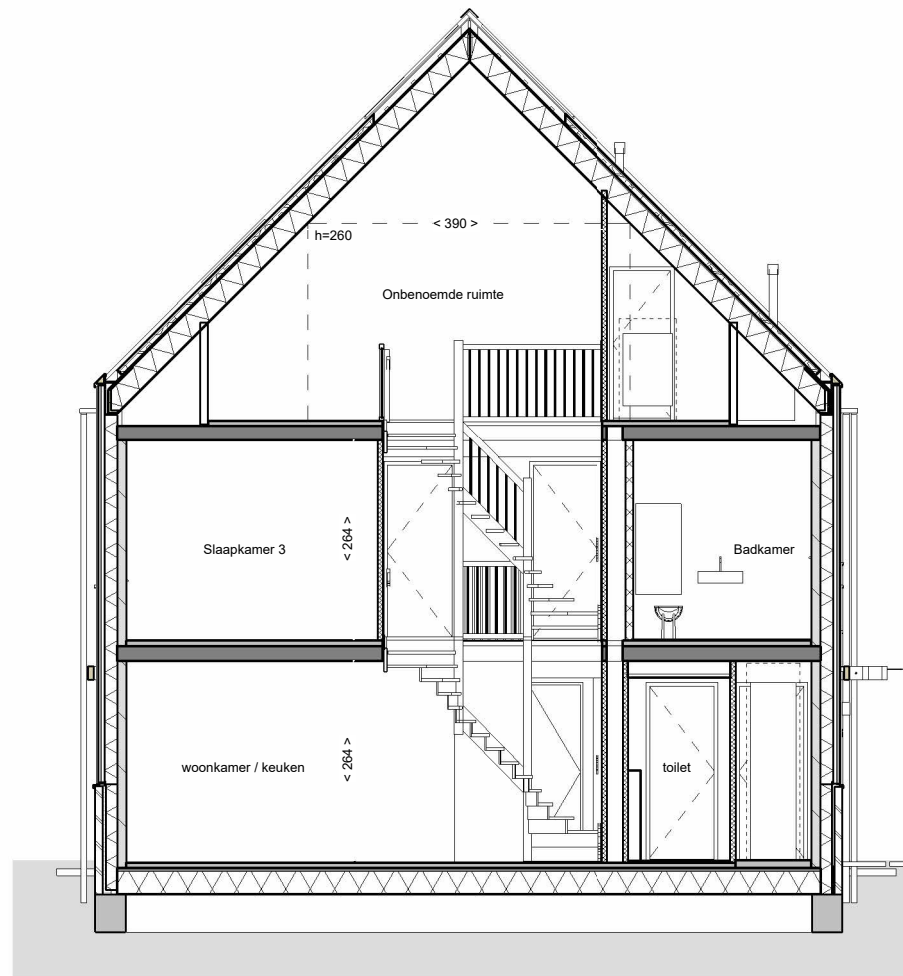 < 390 >
h=260
Onbenoemde ruimte
Slaapkamer 3
< 264 >
Badkamer
woonkamer / keuken
< 264 >
toilet